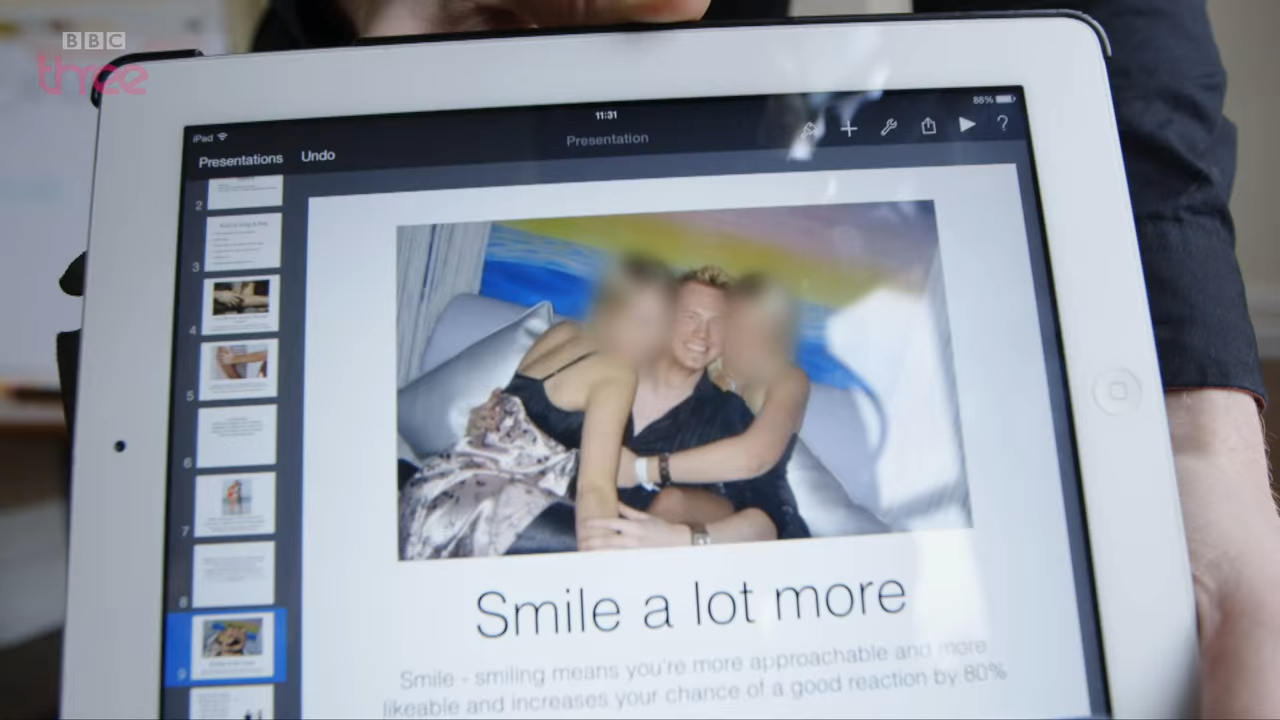 BBC
three
iPad
11:31
86%
Presentations
Undo
Presentation
?
2
3
4
5
6
7
8
9
Smile a lot more
Smile - smiling means you're more approachable and more
likeable and increases your chance of a good reaction by 80%